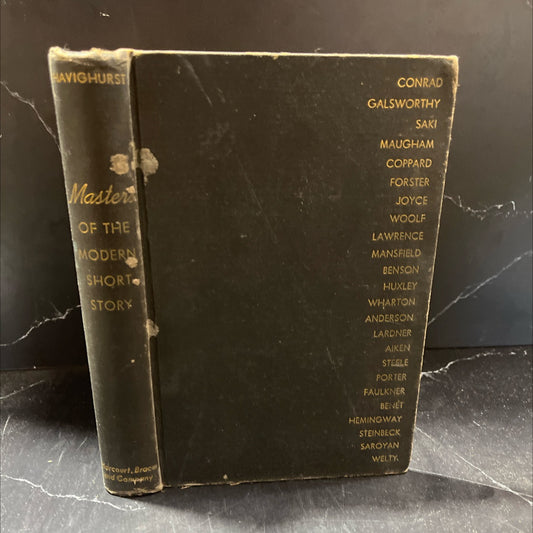 HAVIGHURST
Masters
OF THE
MODERN
SHORT
STORY
Harcourt, Brace
and Company
CONRAD
GALSWORTHY
SAKI
MAUGHAM
COPPARD
FORSTER
JOYCE
WOOLF
LAWRENCE
MANSFIELD
BENSON
HUXLEY
WHARTON
ANDERSON
LARDNER
AIKEN
STEELE
PORTER
FAULKNER
BENÉT
HEMINGWAY
STEINBECK
SAROYAN
WELTY